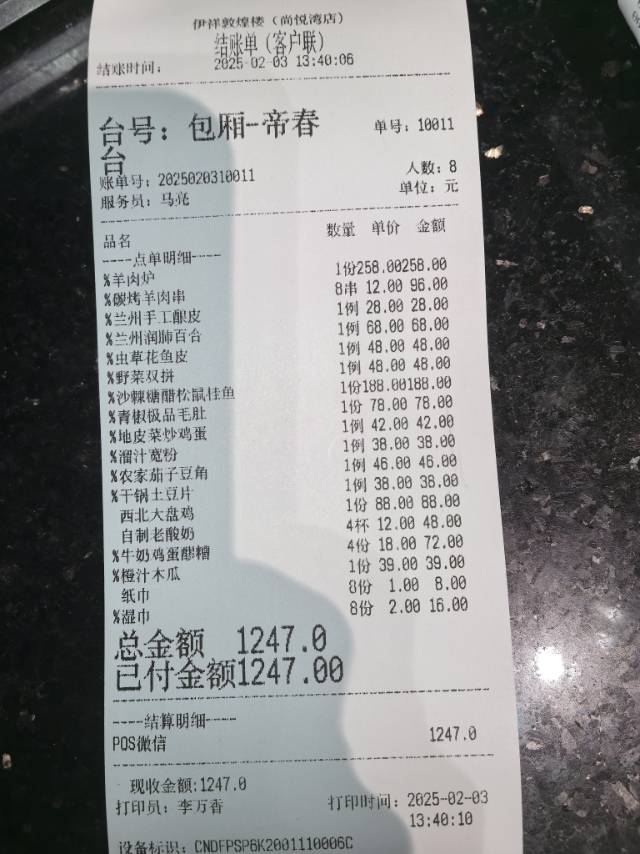 伊祥敦煌楼（尚悦湾店）
结账单（客户联）
结账时间： 2025-02-03 13:40:06
台号：包厢-帝春台 单号：10011
账单号：2025020310011 人数：8
服务员：马亮 单位：元
品名 数量 单价 金额
----点单明细----
%羊肉炉 1份258.00258.00
%碳烤羊肉串 8串 12.00 96.00
%兰州手工酿皮 1例 28.00 28.00
%兰州润肺百合 1例 68.00 68.00
%虫草花鱼皮 1例 48.00 48.00
%野菜双拼 1例 48.00 48.00
%沙棘糖醋松鼠桂鱼 1份188.00188.00
%青椒极品毛肚 1份 78.00 78.00
%地皮菜炒鸡蛋 1例 42.00 42.00
%溜汁宽粉 1例 38.00 38.00
%农家茄子豆角 1例 46.00 46.00
%干锅土豆片 1例 38.00 38.00
西北大盘鸡 1份 88.00 88.00
自制老酸奶 4杯 12.00 48.00
%牛奶鸡蛋醪糟 4份 18.00 72.00
%橙汁木瓜 1份 39.00 39.00
纸巾 8份 1.00 8.00
%湿巾 8份 2.00 16.00
总金额 1247.0
已付金额1247.00
----结算明细----
POS微信 1247.0
现收金额:1247.0
打印员：李万香 打印时间：2025-02-03
13:40:10
设备标识：CNDFPSP6K2001110006C